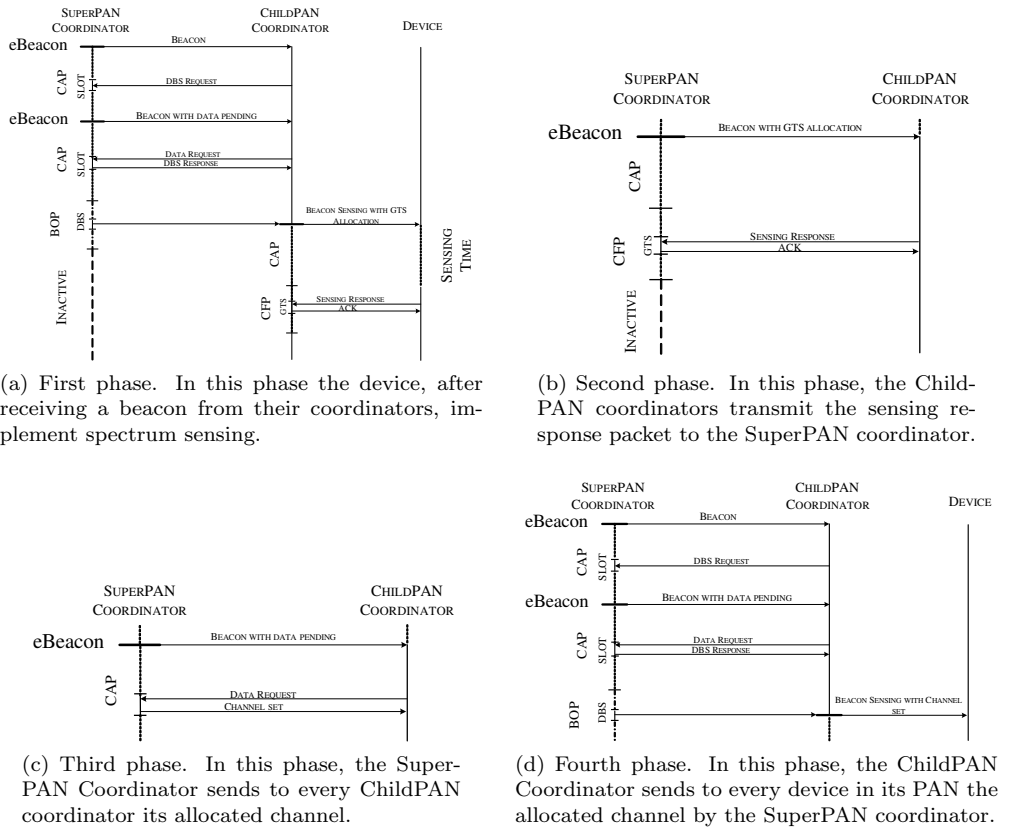 SUPERPAN
COORDINATOR
CHILDPAN
COORDINATOR
DEVICE
eBeacon
BEACON
CAP
SLOT
DBS REQUEST
eBeacon
BEACON WITH DATA PENDING
CAP
SLOT
DATA REQUEST
DBS RESPONSE
BOP
DBS
BEACON SENSING WITH GTS
ALLOCATION
CAP
SENSING
TIME
INACTIVE
CFP
GTS
SENSING RESPONSE
ACK
(a) First phase. In this phase the device, after
receiving a beacon from their coordinators, im-
plement spectrum sensing.
SUPERPAN
COORDINATOR
CHILDPAN
COORDINATOR
eBeacon
BEACON WITH GTS ALLOCATION
CAP
CFP
GTS
SENSING RESPONSE
ACK
INACTIVE
(b) Second phase. In this phase, the Child-
PAN coordinators transmit the sensing re-
sponse packet to the SuperPAN coordinator.
SUPERPAN
COORDINATOR
CHILDPAN
COORDINATOR
eBeacon
BEACON WITH DATA PENDING
CAP
DATA REQUEST
CHANNEL SET
(c) Third phase. In this phase, the Super-
PAN Coordinator sends to every ChildPAN
coordinator its allocated channel.
SUPERPAN
COORDINATOR
CHILDPAN
COORDINATOR
DEVICE
eBeacon
BEACON
CAP
SLOT
DBS REQUEST
eBeacon
BEACON WITH DATA PENDING
CAP
SLOT
DATA REQUEST
DBS RESPONSE
BOP
DBS
BEACON SENSING WITH CHANNEL
SET
(d) Fourth phase. In this phase, the ChildPAN
Coordinator sends to every device in its PAN the
allocated channel by the SuperPAN coordinator.